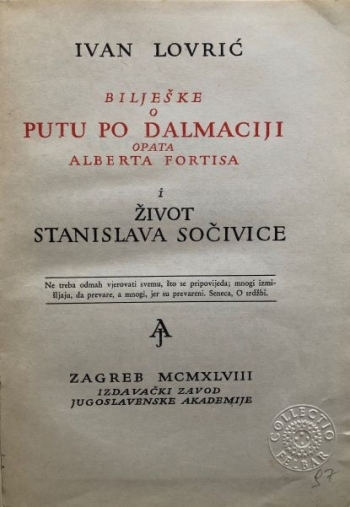 IVAN LOVRIĆ
BILJEŠKE
O
PUTU PO DALMACIJI
OPATA
ALBERTA FORTISA
i
ŽIVOT
STANISLAVA SOČIVICE
Ne treba odmah vjerovati svemu, što se pripovijeda; mnogi izmi-
šljaju, da prevare, a mnogi, jer su prevareni. Seneca, O srdžbi.
AJ
ZAGREB MCMXLVIII
IZDAVAČKI ZAVOD
JUGOSLAVENSKE AKADEMIJE
COLLECTIO
FELBAR